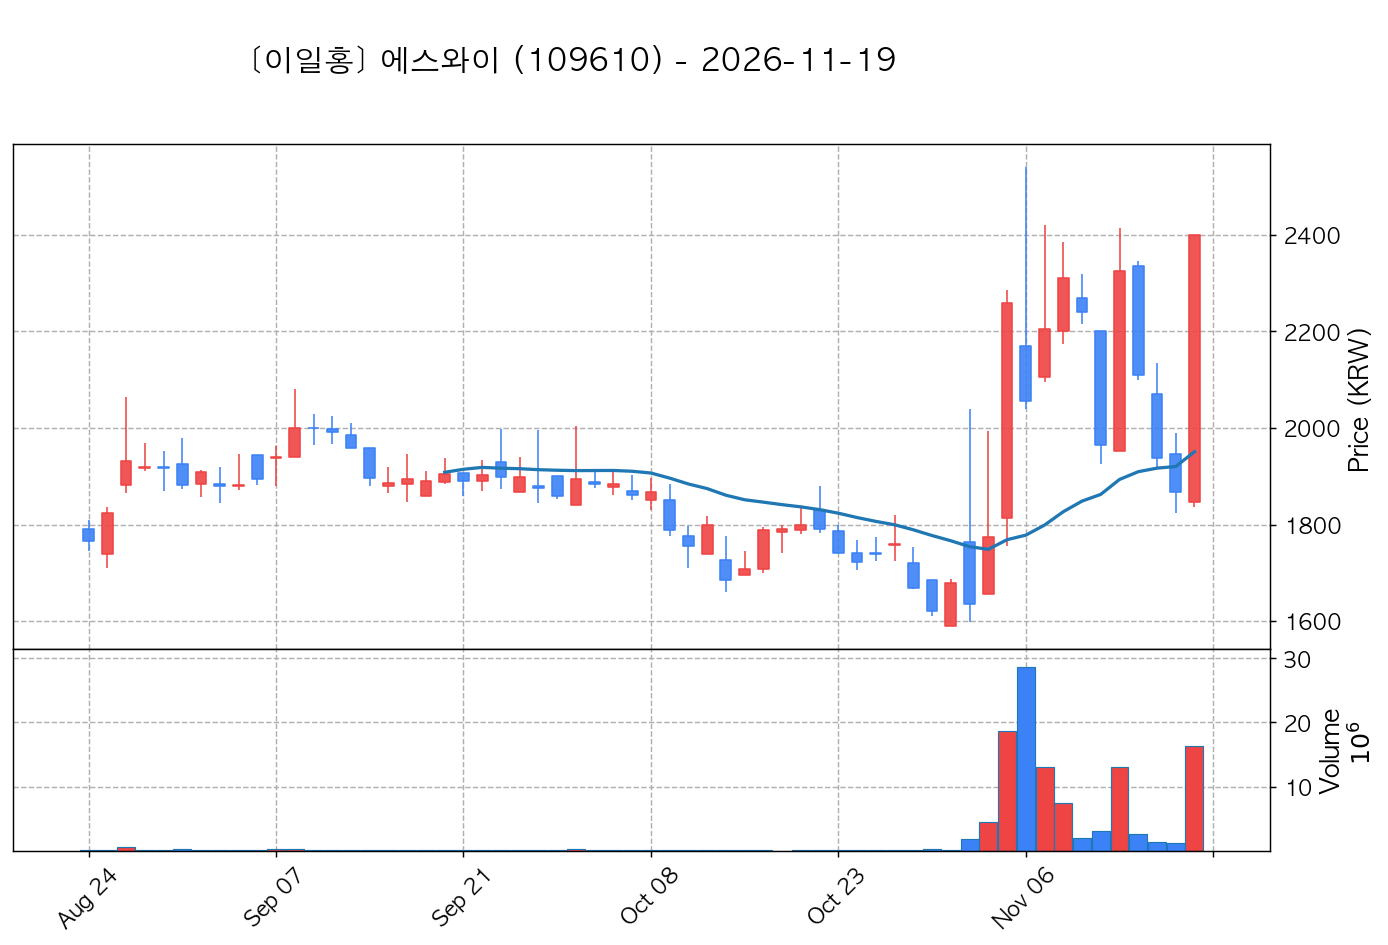 [이일홍] 에스와이 (109610) - 2026-11-19
2400
2200
2000
1800
1600
Price (KRW)
30
20
10
Volume
10⁶
Aug 24
Sep 07
Sep 21
Oct 08
Oct 23
Nov 06